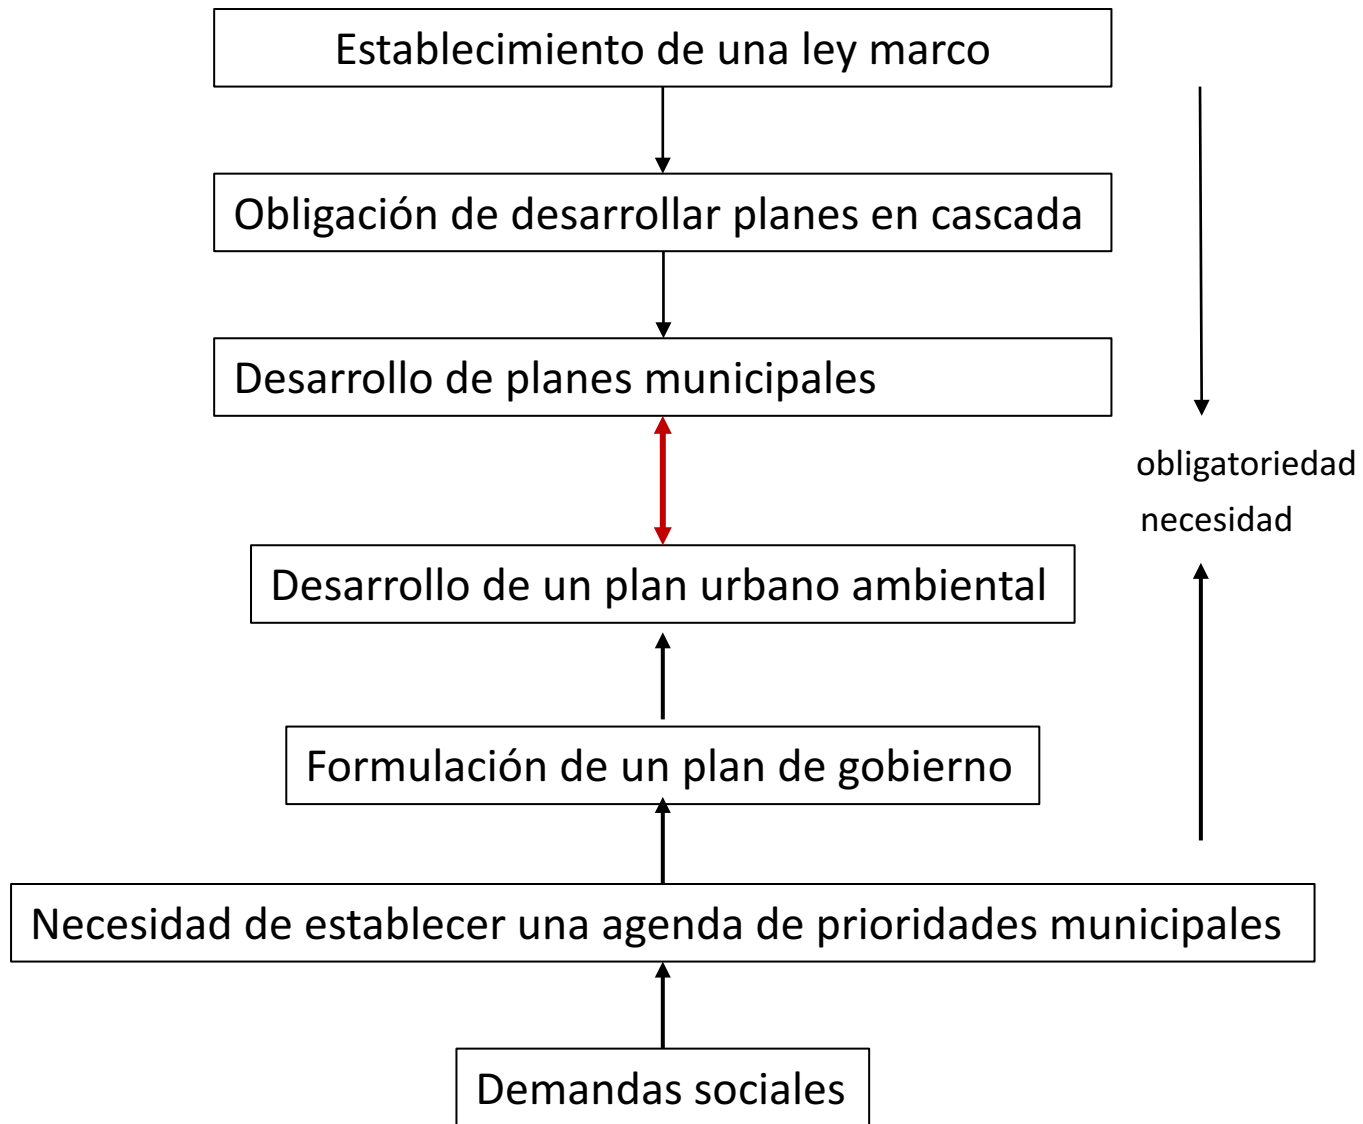 Establecimiento de una ley marco
Obligación de desarrollar planes en cascada
Desarrollo de planes municipales
obligatoriedad
necesidad
Desarrollo de un plan urbano ambiental
Formulación de un plan de gobierno
Necesidad de establecer una agenda de prioridades municipales
Demandas sociales